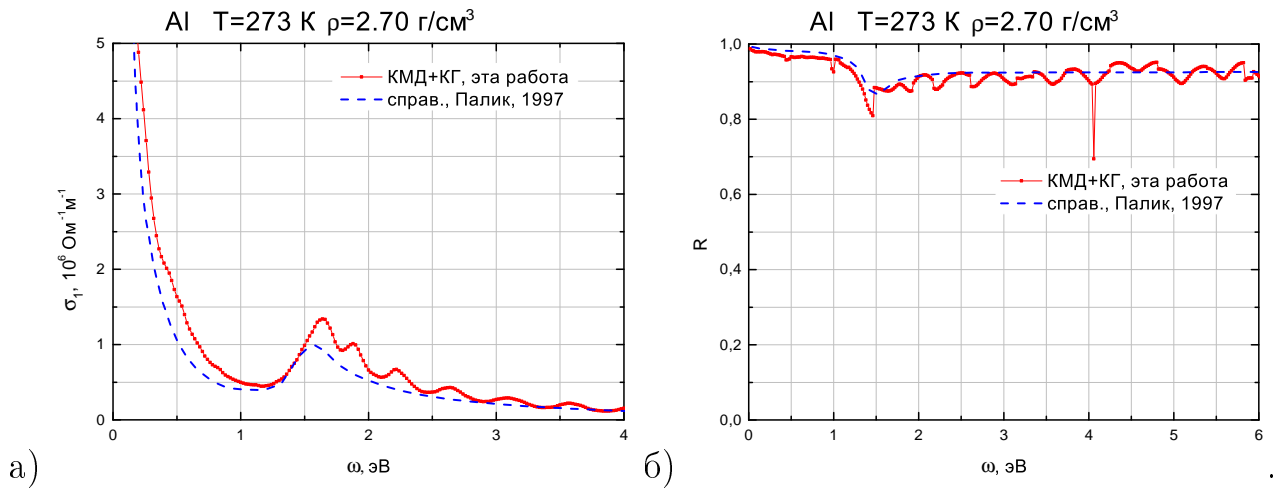 Al T=273 К ρ=2.70 г/см³
5
4
3
2
1
0
σ₁, 10⁶ Ом⁻¹м⁻¹
КМД+КГ, эта работа
справ., Палик, 1997
0 1 2 3 4
ω, эВ
а)
Al T=273 К ρ=2.70 г/см³
1,0
0,8
0,6
0,4
0,2
0,0
R
КМД+КГ, эта работа
справ., Палик, 1997
0 1 2 3 4 5 6
ω, эВ
б)
.